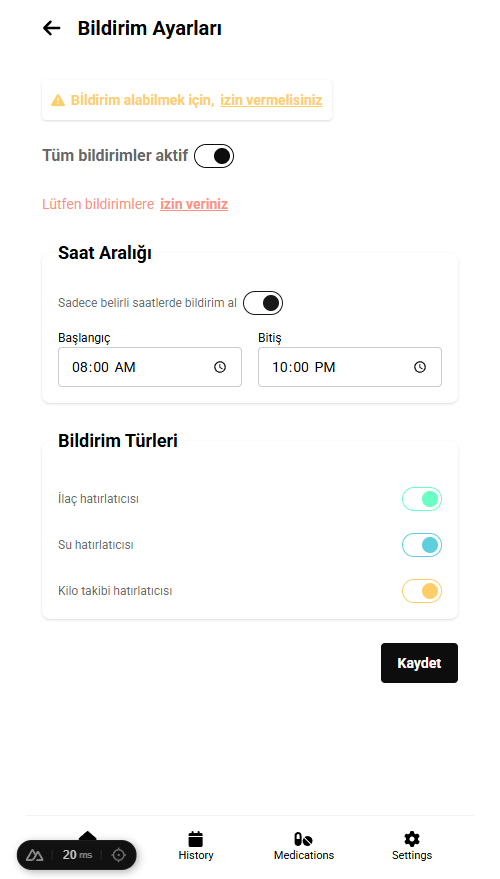 Bildirim Ayarları
Bİldirim alabilmek için, izin vermelisiniz
Tüm bildirimler aktif
Lütfen bildirimlere izin veriniz
Saat Aralığı
Sadece belirli saatlerde bildirim al
Başlangıç Bitiş
08:00 AM 10:00 PM
Bildirim Türleri
İlaç hatırlatıcısı
Su hatırlatıcısı
Kilo takibi hatırlatıcısı
Kaydet
20 ms
History Medications Settings